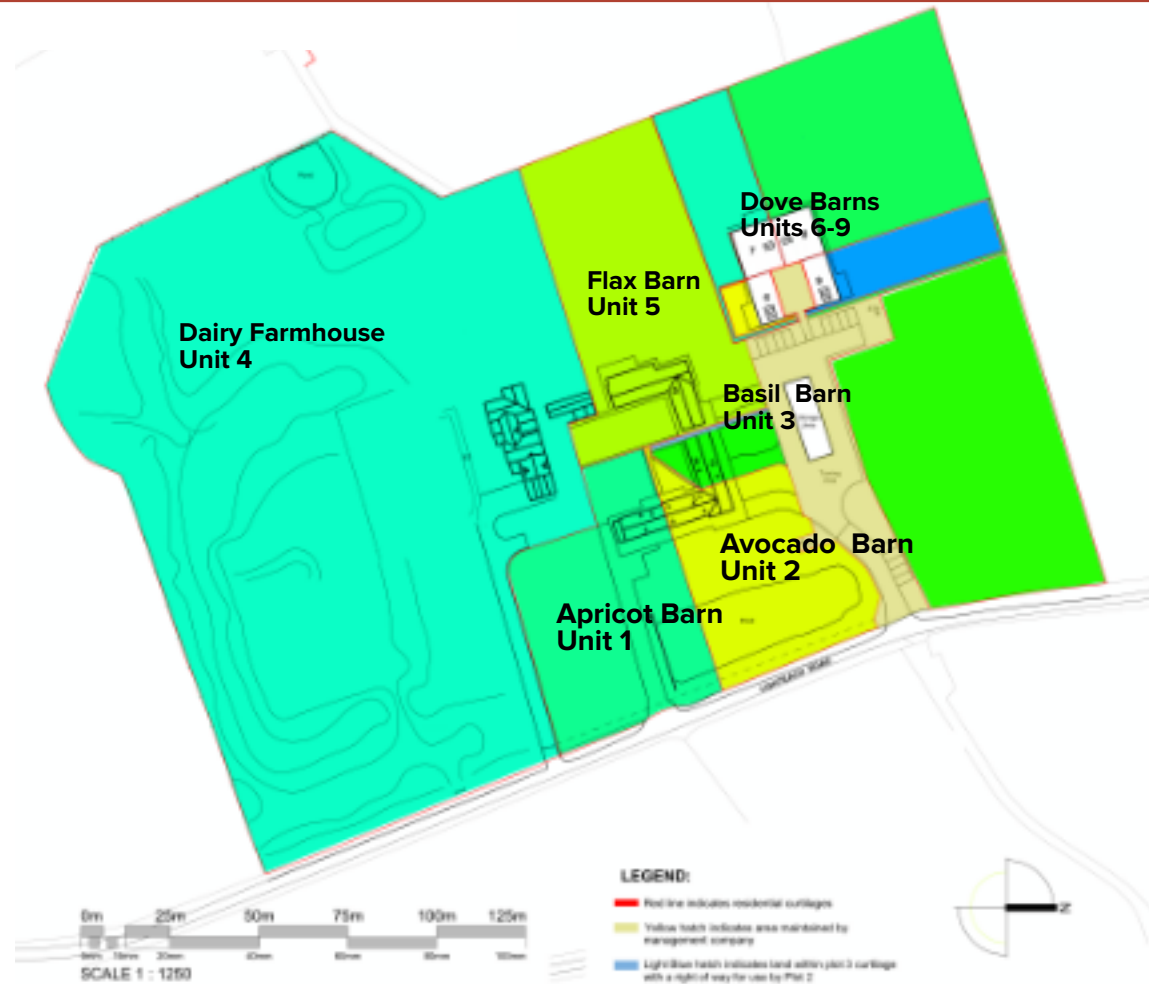 Dove Barns
Units 6-9
Flax Barn
Unit 5
Dairy Farmhouse
Unit 4
Basil Barn
Unit 3
Avocado Barn
Unit 2
Apricot Barn
Unit 1
LEGEND:
Red line indicates residential curtilages
Yellow hatch indicates area maintained by
management company
Light Blue hatch indicates land within plot 3 curtilage
with a right of way for use by Plot 2
0m 25m 50m 75m 100m 125m
SCALE 1 : 1250
N